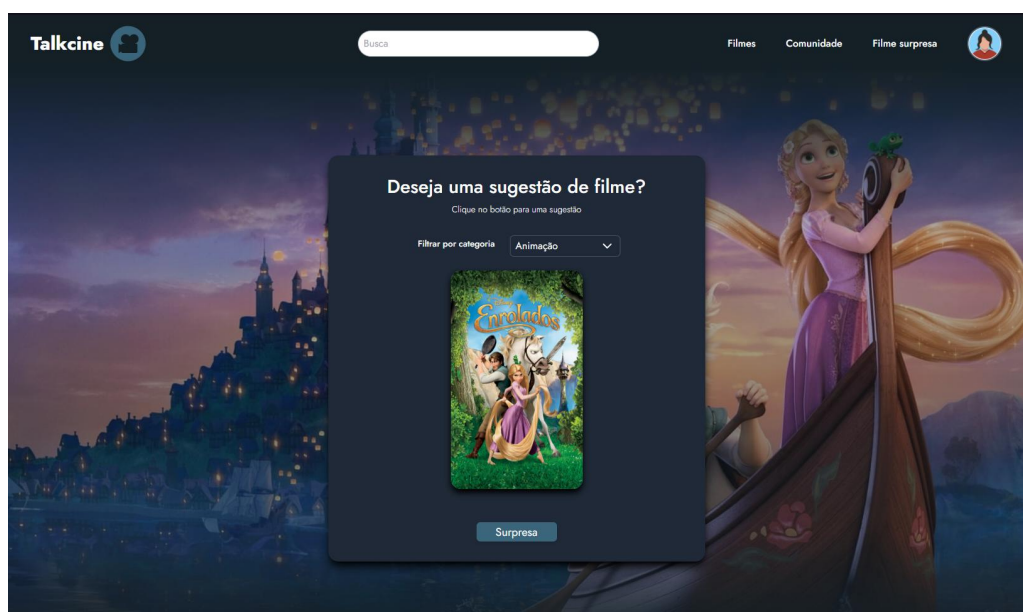 Talkcine
Busca
Filmes
Comunidade
Filme surpresa
Deseja uma sugestão de filme?
Clique no botão para uma sugestão
Filtrar por categoria
Animação
Disney
Enrolados
Surpresa